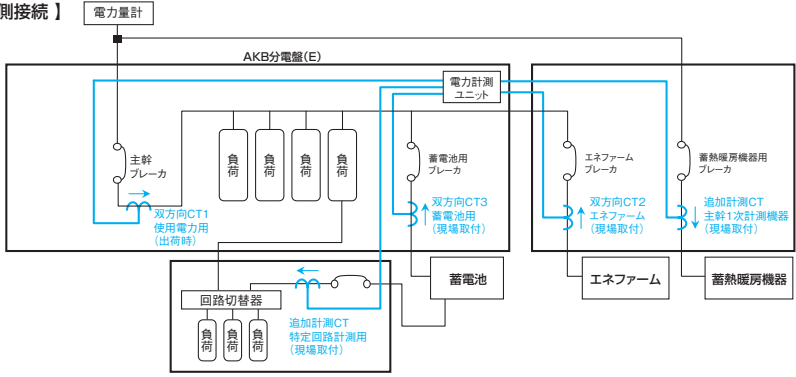 側接続 】
電力量計
AKB分電盤(E)
電力計測
ユニット
主幹
ブレーカ
負荷
負荷
負荷
負荷
蓄電池用
ブレーカ
エネファーム
ブレーカ
蓄熱暖房機器用
ブレーカ
双方向CT1
使用電力用
(出荷時)
双方向CT3
蓄電池用
(現場取付)
双方向CT2
エネファーム
(現場取付)
追加計測CT
主幹1次計測機器
(現場取付)
蓄電池
エネファーム
蓄熱暖房機器
回路切替器
負荷
負荷
負荷
追加計測CT
特定回路計測用
(現場取付)